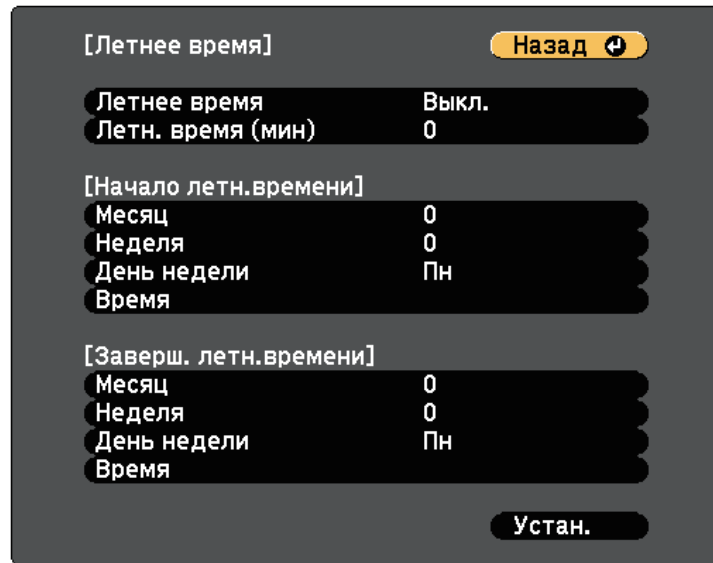 [Летнее время] Назад
Летнее время Выкл.
Летн. время (мин) 0
[Начало летн.времени]
Месяц 0
Неделя 0
День недели Пн
Время
[Заверш. летн.времени]
Месяц 0
Неделя 0
День недели Пн
Время
Устан.